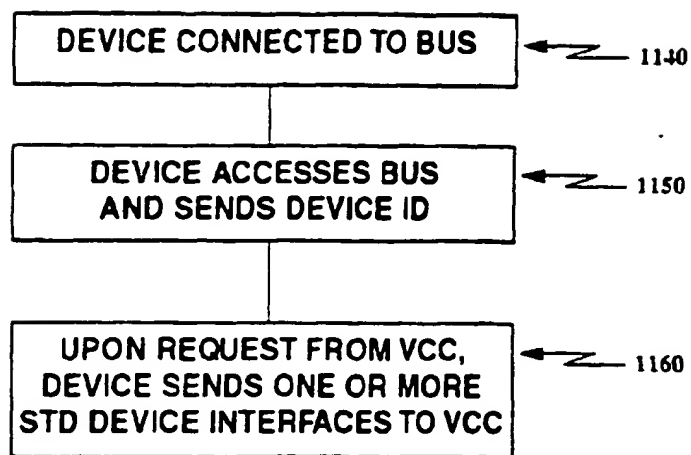 DEVICE CONNECTED TO BUS
1140
DEVICE ACCESSES BUS
AND SENDS DEVICE ID
1150
UPON REQUEST FROM VCC,
DEVICE SENDS ONE OR MORE
STD DEVICE INTERFACES TO VCC
1160